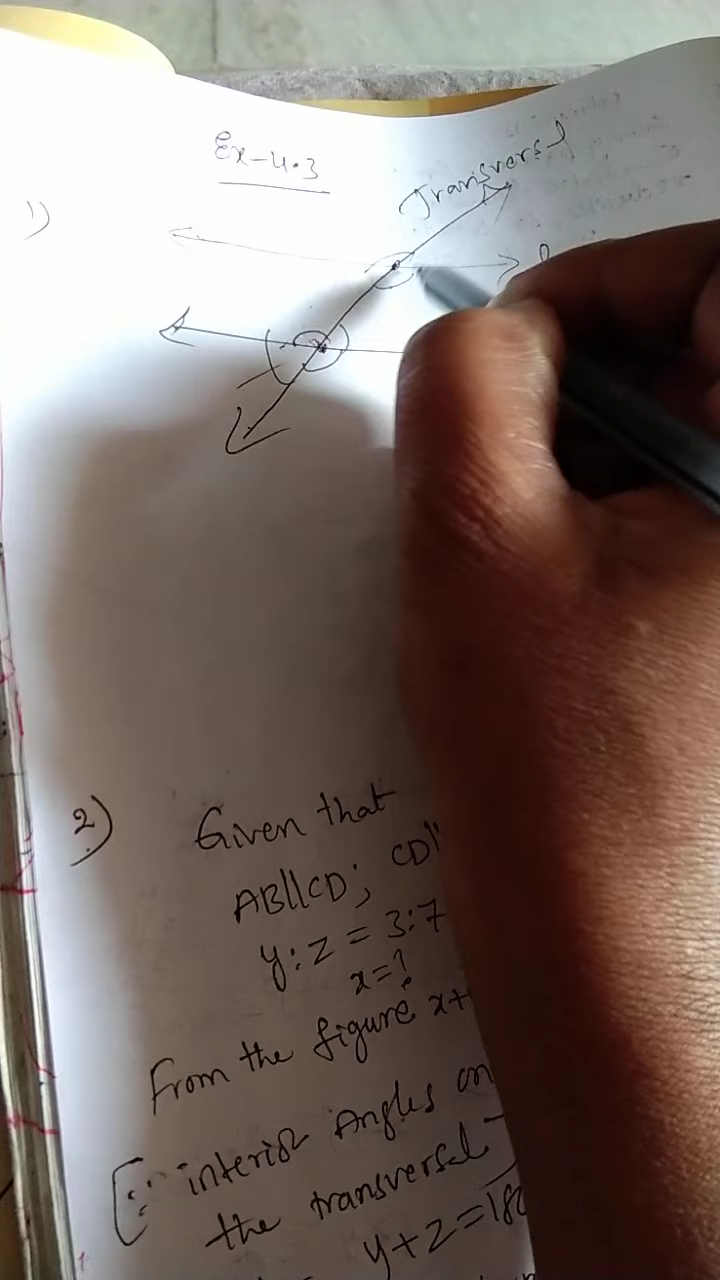 Ex-4.3
Transversal
1)
l
2) Given that
AB||CD; CD||
y:z = 3:7
x=?
From the figure x+
[∵ interior Angles on
the transversal
y+z=180